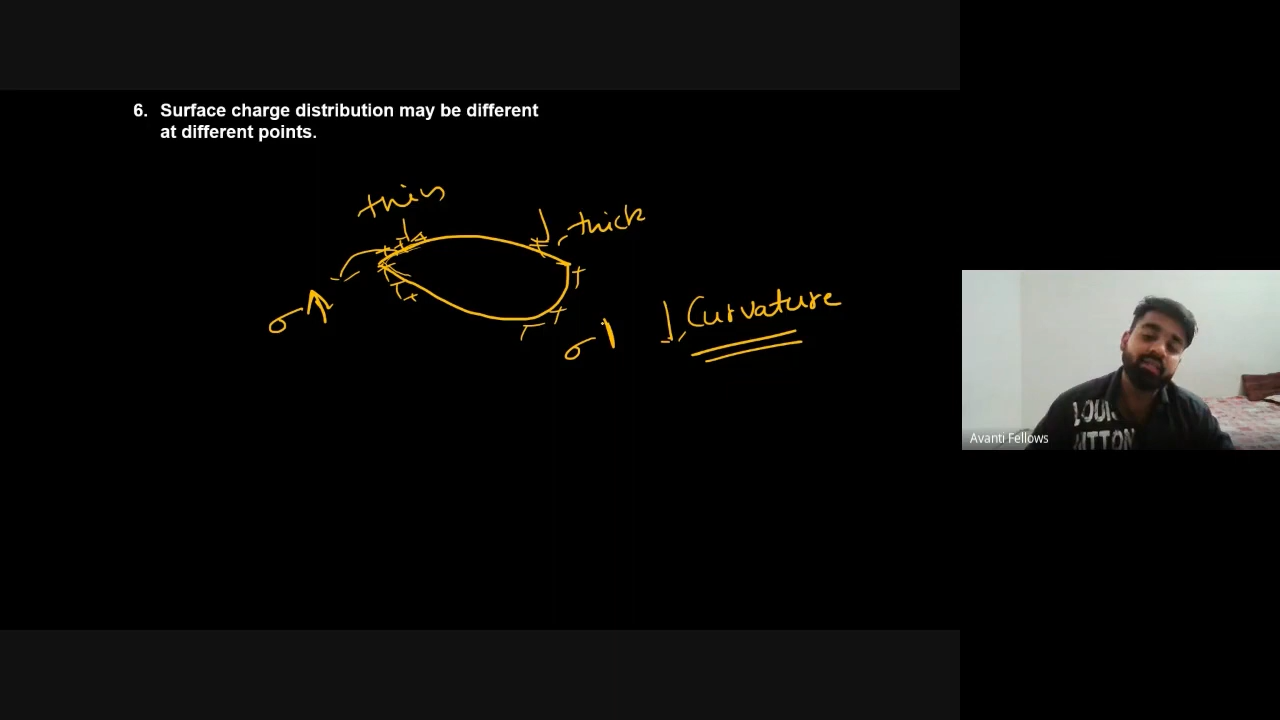 6. Surface charge distribution may be different
at different points.
thin
thick
σ↑
σ
Curvature
Avanti Fellows